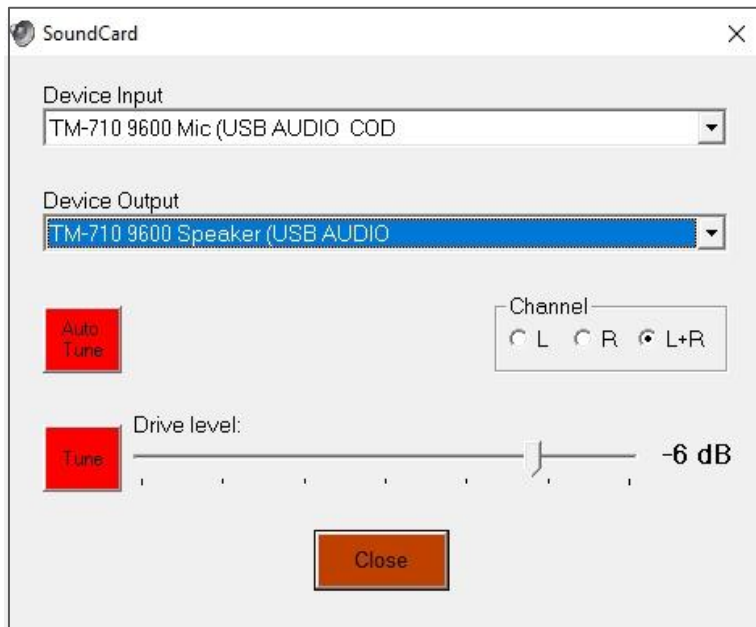 SoundCard
Device Input
TM-710 9600 Mic (USB AUDIO  COD
Device Output
TM-710 9600 Speaker (USB AUDIO
Auto
Tune
Channel
L R L+R
Drive level:
Tune
-6 dB
Close